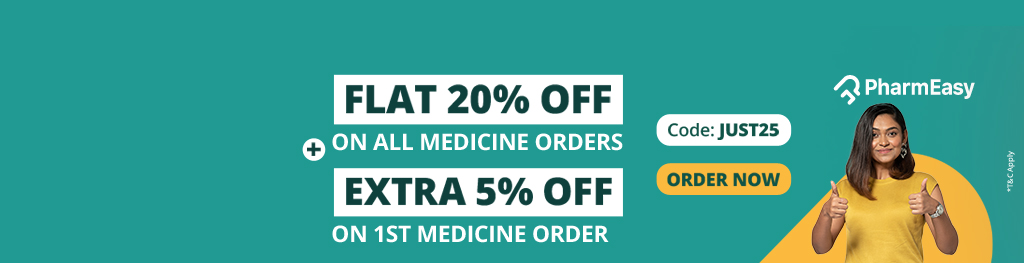 FLAT 20% OFF
ON ALL MEDICINE ORDERS
+
EXTRA 5% OFF
ON 1ST MEDICINE ORDER
Code: JUST25
ORDER NOW
PharmEasy
*T&C Apply